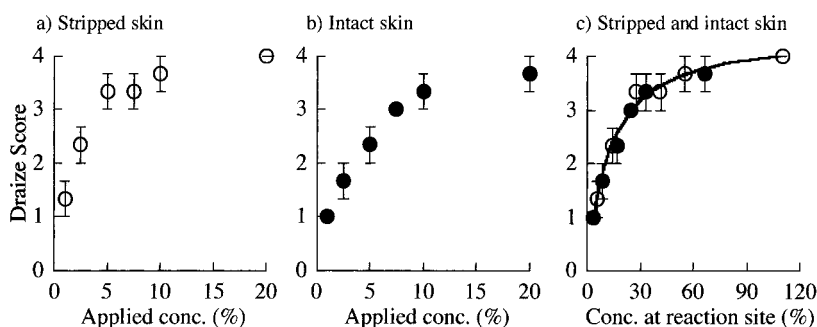 a) Stripped skin
b) Intact skin
c) Stripped and intact skin
Draize Score
4
3
2
1
0
0 5 10 15 20
Applied conc. (%)
4
3
2
1
0
0 5 10 15 20
Applied conc. (%)
4
3
2
1
0
0 30 60 90 120
Conc. at reaction site (%)